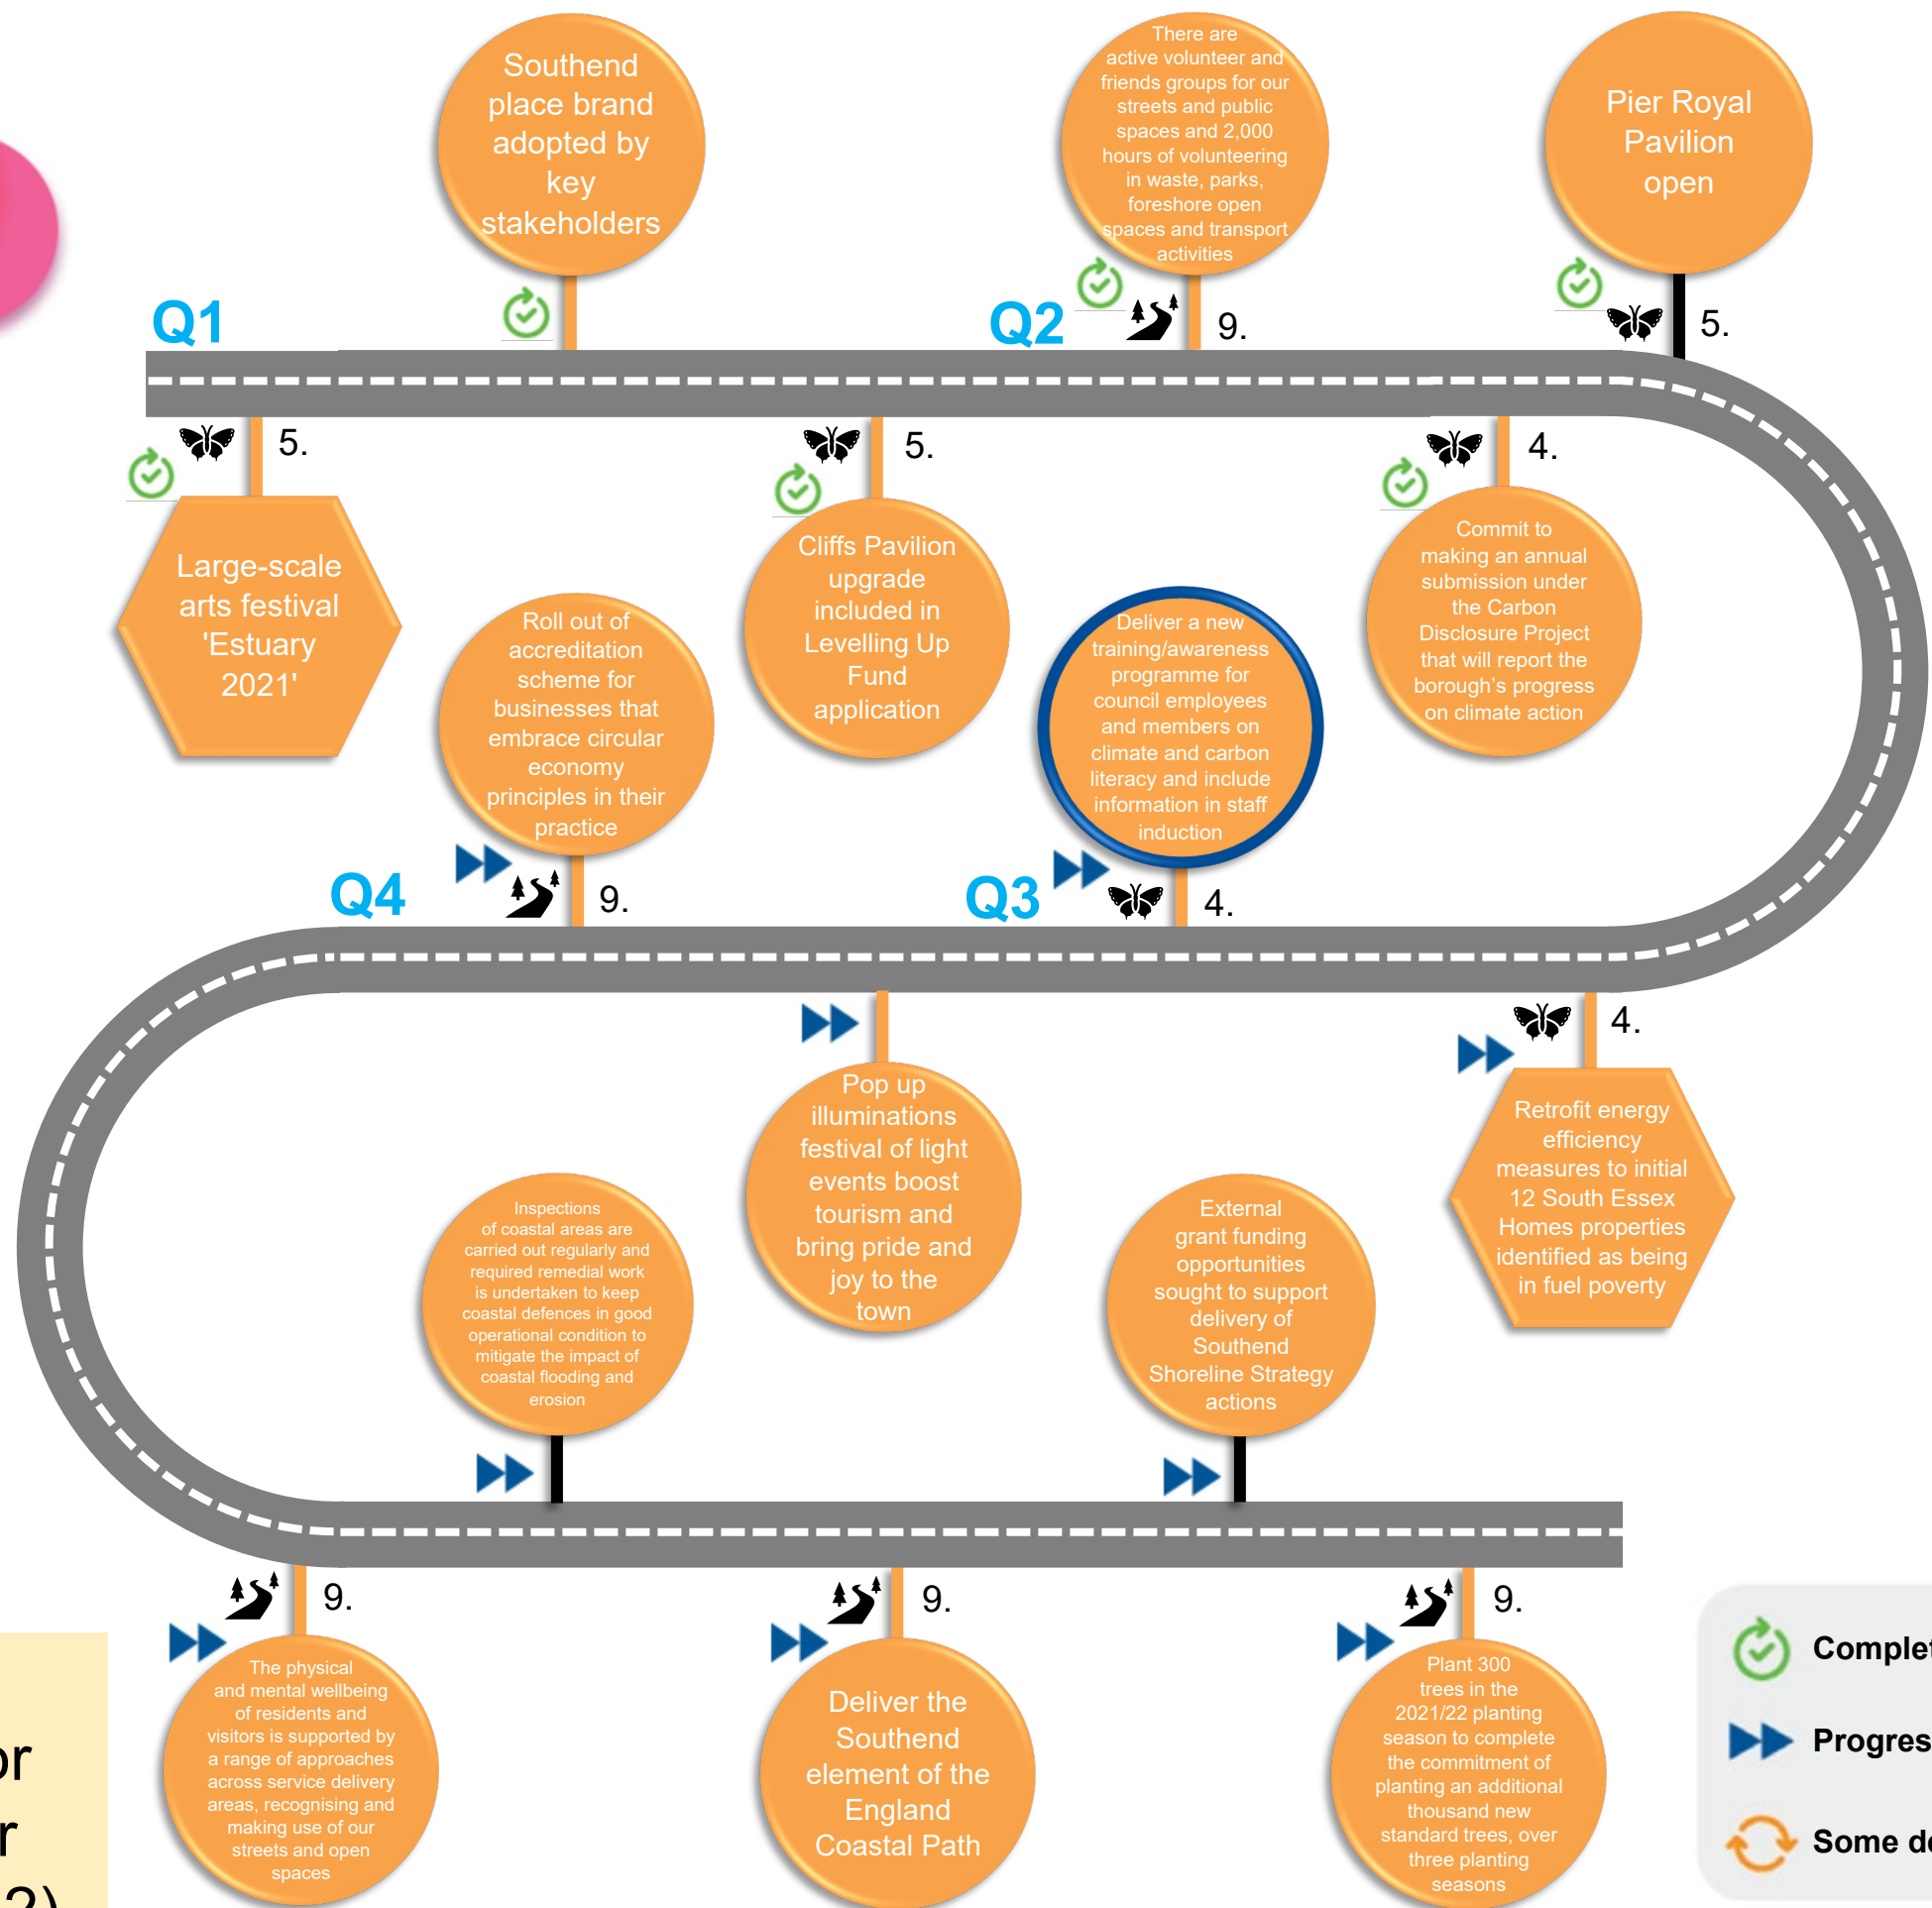 Southend
place brand
adopted by
key
stakeholders
There are
active volunteer and
friends groups for our
streets and public
spaces and 2,000
hours of volunteering
in waste, parks,
foreshore open
spaces and transport
activities
Pier Royal
Pavilion
open
Q1
Q2
9.
5.
5.
5.
4.
Large-scale
arts festival
'Estuary
2021'
Cliffs Pavilion
upgrade
included in
Levelling Up
Fund
application
Commit to
making an annual
submission under
the Carbon
Disclosure Project
that will report the
borough's progress
on climate action
Roll out of
accreditation
scheme for
businesses that
embrace circular
economy
principles in their
practice
Deliver a new
training/awareness
programme for
council employees
and members on
climate and carbon
literacy and include
information in staff
induction
Q4
9.
Q3
4.
4.
Pop up
illuminations
festival of light
events boost
tourism and
bring pride and
joy to the
town
Retrofit energy
efficiency
measures to initial
12 South Essex
Homes properties
identified as being
in fuel poverty
Inspections
of coastal areas are
carried out regularly and
required remedial work
is undertaken to keep
coastal defences in good
operational condition to
mitigate the impact of
coastal flooding and
erosion
External
grant funding
opportunities
sought to support
delivery of
Southend
Shoreline Strategy
actions
9.
9.
9.
The physical
and mental wellbeing
of residents and
visitors is supported by
a range of approaches
across service delivery
areas, recognising and
making use of our
streets and open
spaces
Deliver the
Southend
element of the
England
Coastal Path
Plant 300
trees in the
2021/22 planting
season to complete
the commitment of
planting an additional
thousand new
standard trees, over
three planting
seasons
or
r
2)
Complet
Progres
Some de